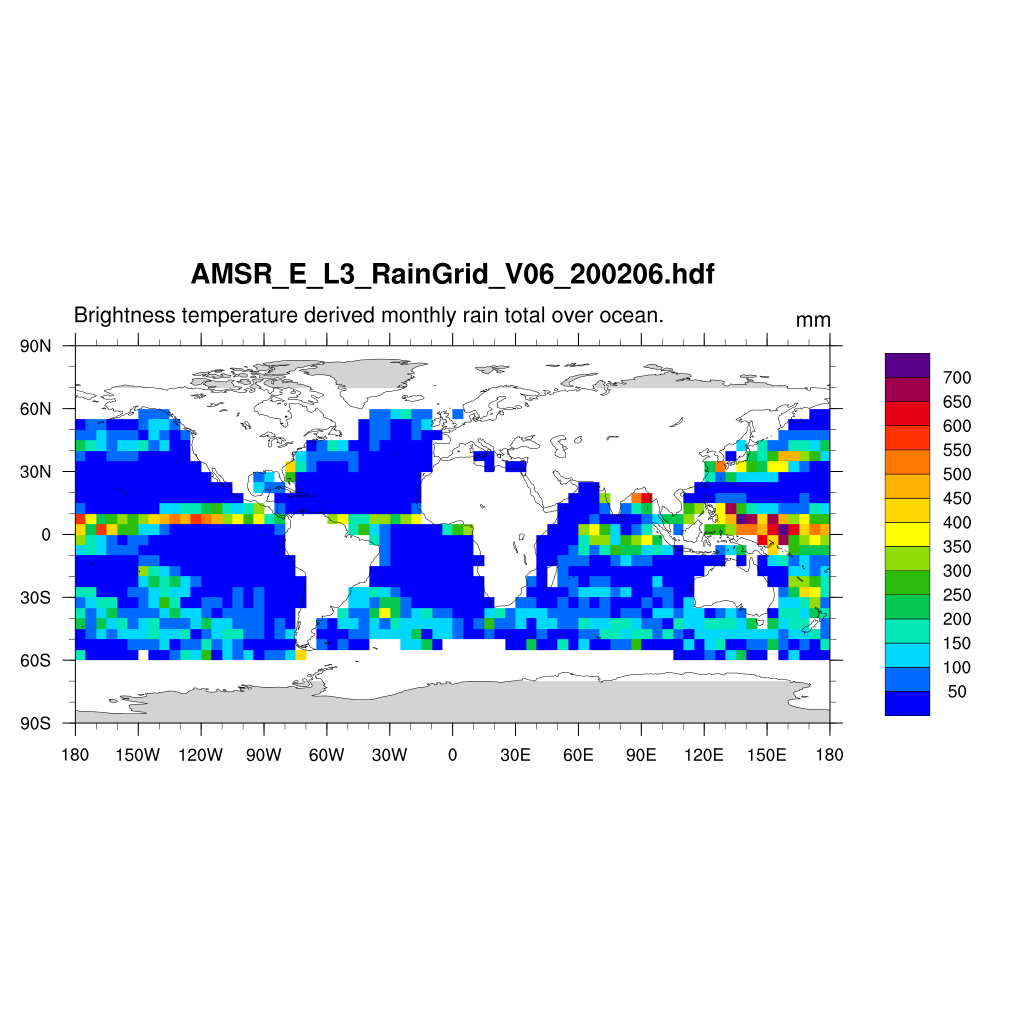 AMSR_E_L3_RainGrid_V06_200206.hdf
Brightness temperature derived monthly rain total over ocean.
mm
90N
60N
30N
0
30S
60S
90S
180 150W 120W 90W 60W 30W 0 30E 60E 90E 120E 150E 180
700
650
600
550
500
450
400
350
300
250
200
150
100
50